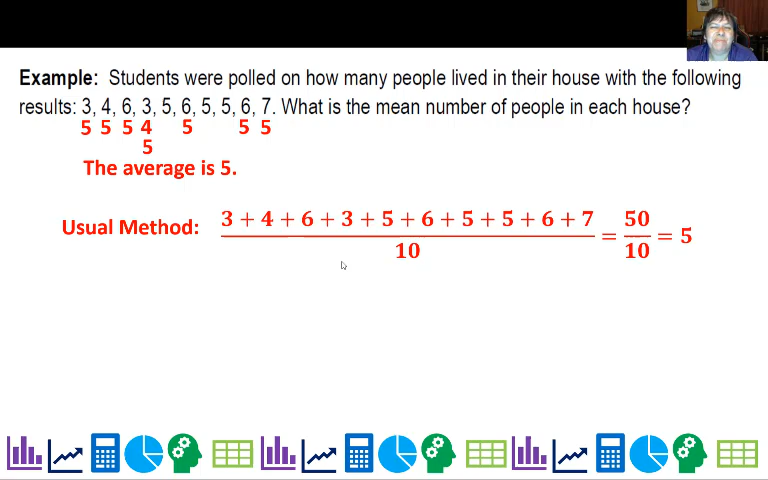 Example: Students were polled on how many people lived in their house with the following
results: 3, 4, 6, 3, 5, 6, 5, 5, 6, 7. What is the mean number of people in each house?
5 5 5 4 5 5 5
5
The average is 5.
Usual Method: 3 + 4 + 6 + 3 + 5 + 6 + 5 + 5 + 6 + 7 / 10 = 50 / 10 = 5